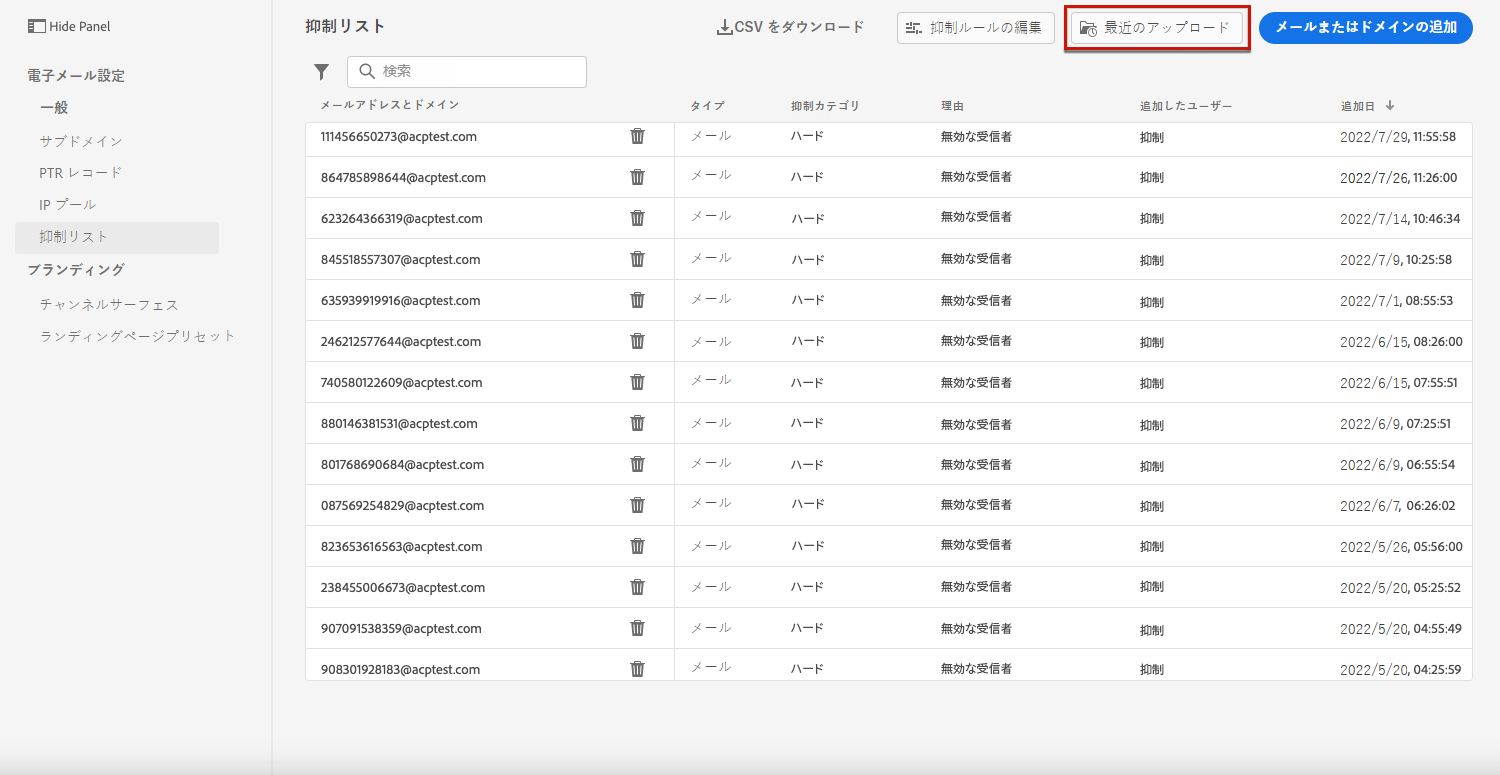 Hide Panel
電子メール設定
一般
サブドメイン
PTR レコード
IP プール
抑制リスト
ブランディング
チャンネルサーフェス
ランディングページプリセット
抑制リスト
CSV をダウンロード
抑制ルールの編集
最近のアップロード
メールまたはドメインの追加
検索
メールアドレスとドメイン タイプ 抑制カテゴリ 理由 追加したユーザー 追加日
111456650273@acptest.com メール ハード 無効な受信者 抑制 2022/7/29, 11:55:58
864785898644@acptest.com メール ハード 無効な受信者 抑制 2022/7/26, 11:26:00
623264366319@acptest.com メール ハード 無効な受信者 抑制 2022/7/14, 10:46:34
845518557307@acptest.com メール ハード 無効な受信者 抑制 2022/7/9, 10:25:58
635939919916@acptest.com メール ハード 無効な受信者 抑制 2022/7/1, 08:55:53
246212577644@acptest.com メール ハード 無効な受信者 抑制 2022/6/15, 08:26:00
740580122609@acptest.com メール ハード 無効な受信者 抑制 2022/6/15, 07:55:51
880146381531@acptest.com メール ハード 無効な受信者 抑制 2022/6/9, 07:25:51
801768690684@acptest.com メール ハード 無効な受信者 抑制 2022/6/9, 06:55:54
087569254829@acptest.com メール ハード 無効な受信者 抑制 2022/6/7, 06:26:02
823653616563@acptest.com メール ハード 無効な受信者 抑制 2022/5/26, 05:56:00
238455006673@acptest.com メール ハード 無効な受信者 抑制 2022/5/20, 05:25:52
907091538359@acptest.com メール ハード 無効な受信者 抑制 2022/5/20, 04:55:49
908301928183@acptest.com メール ハード 無効な受信者 抑制 2022/5/20, 04:25:59